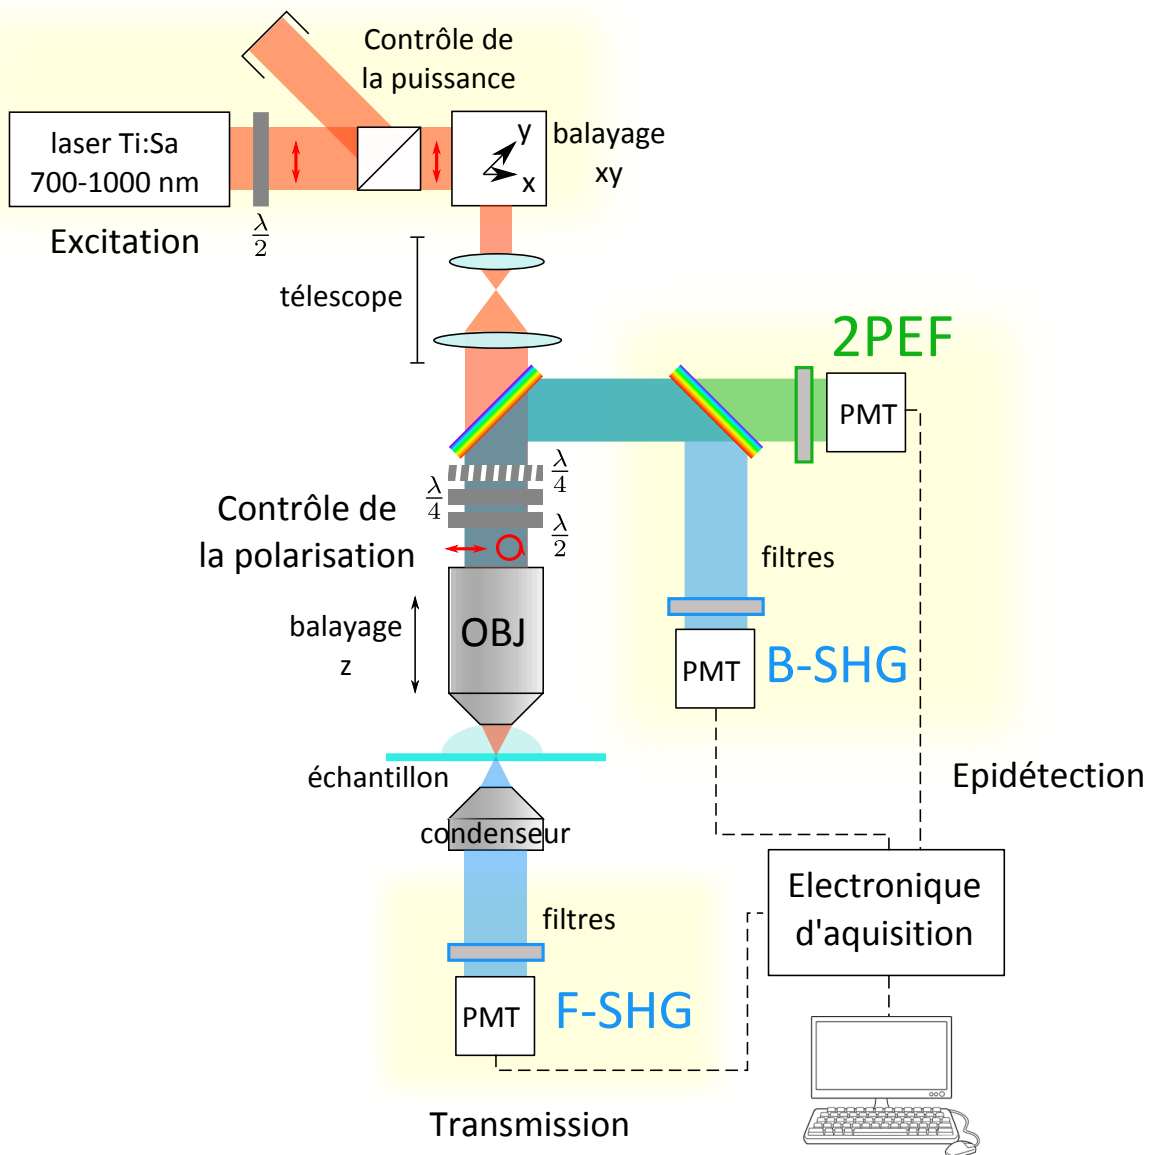 Contrôle de
la puissance
laser Ti:Sa
700-1000 nm
y
x
balayage
xy
Excitation
λ
2
télescope
2PEF
PMT
λ
4
λ
4
Contrôle de
la polarisation
λ
2
filtres
balayage
z
OBJ
PMT
B-SHG
échantillon
Epidétection
condenseur
Electronique
d'aquisition
filtres
PMT
F-SHG
Transmission